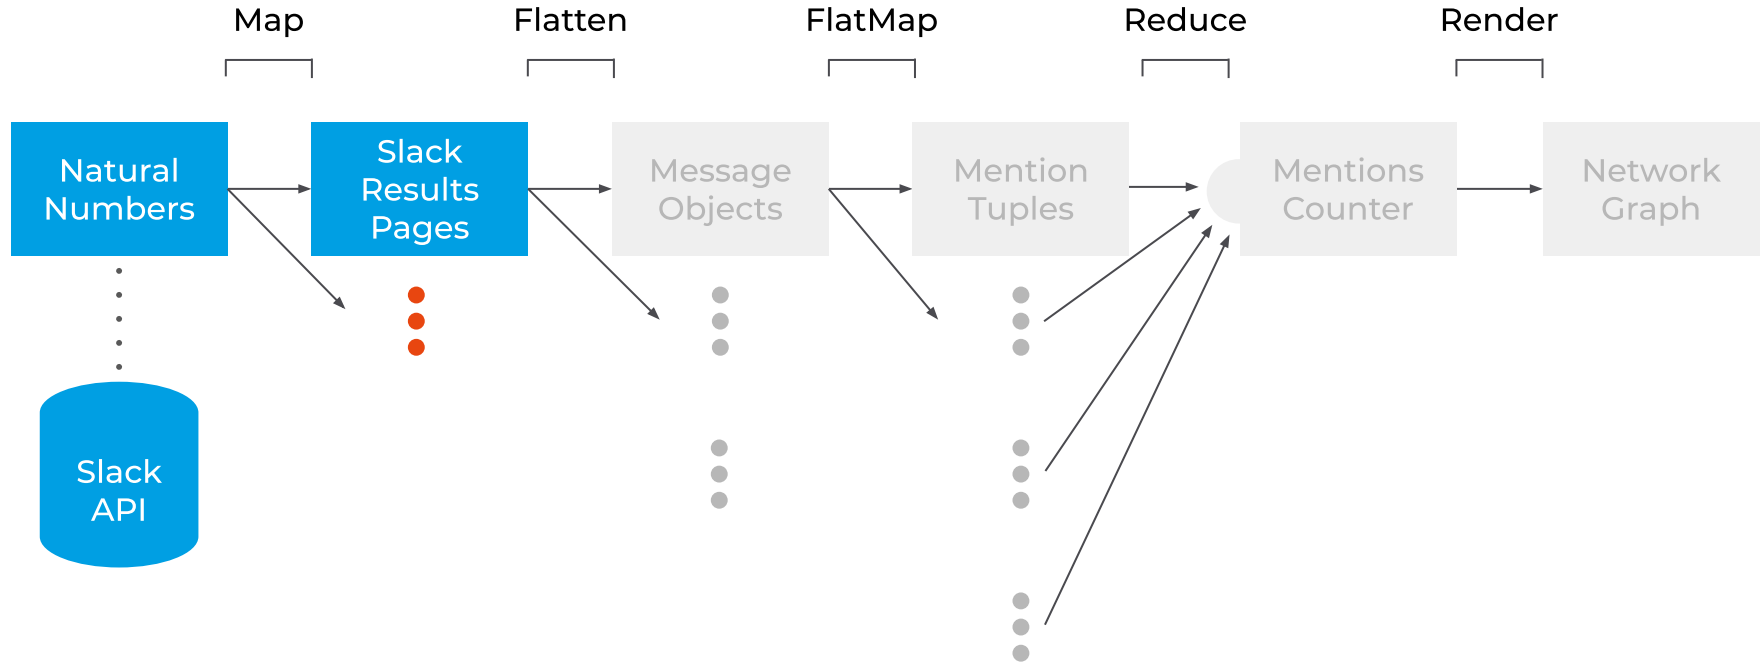 Map
Flatten
FlatMap
Reduce
Render
Natural
Numbers
Slack
Results
Pages
Message
Objects
Mention
Tuples
Mentions
Counter
Network
Graph
Slack
API